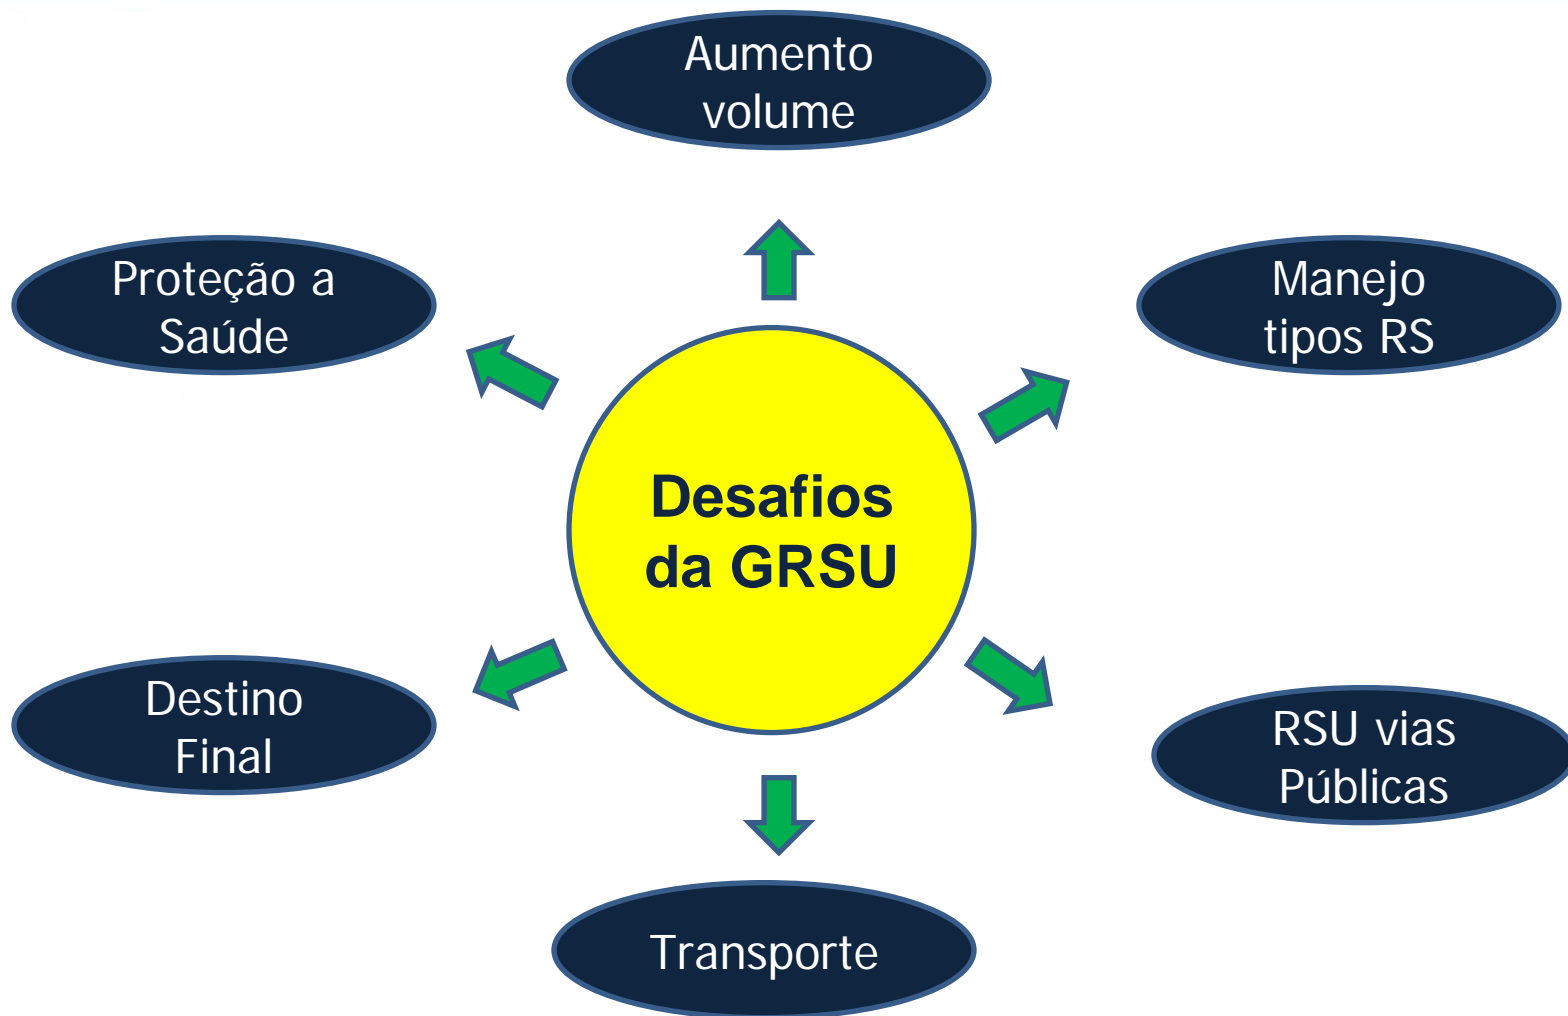 Aumento
volume
Proteção a
Saúde
Manejo
tipos RS
Desafios
da GRSU
Destino
Final
RSU vias
Públicas
Transporte